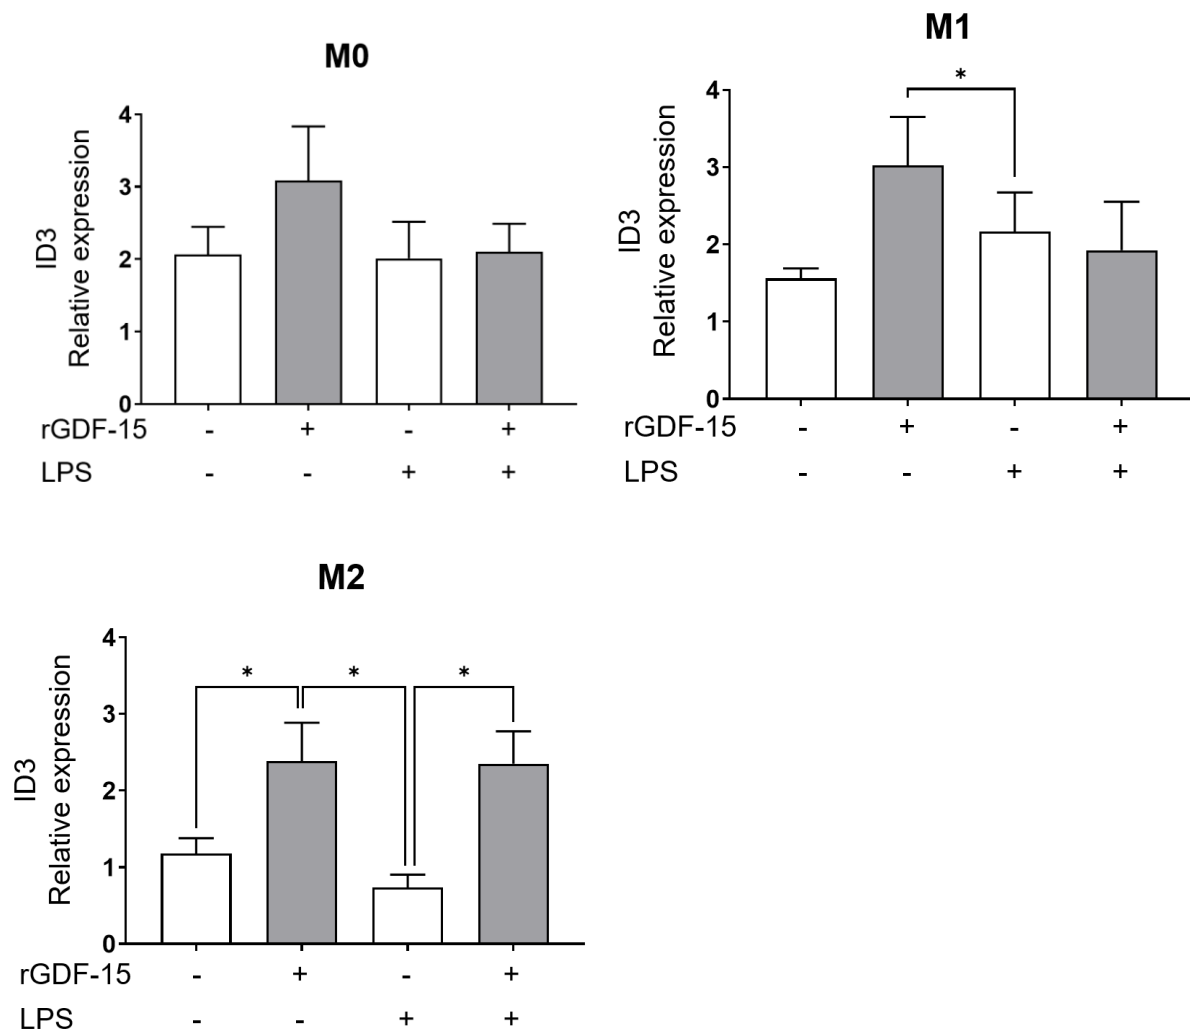 M0
ID3
Relative expression
4
3
2
1
0
rGDF-15 - + - +
LPS - - + +
M1
*
ID3
Relative expression
4
3
2
1
0
rGDF-15 - + - +
LPS - - + +
M2
* * *
ID3
Relative expression
4
3
2
1
0
rGDF-15 - + - +
LPS - - + +